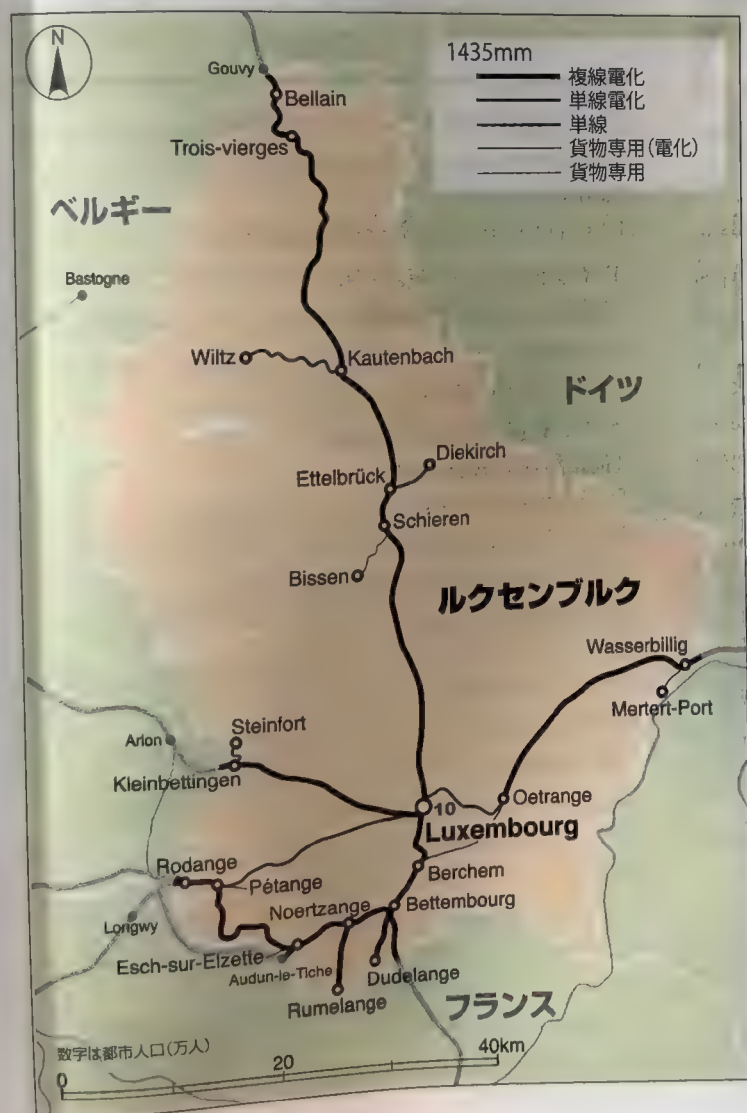 N
1435mm
複線電化
単線電化
単線
貨物専用(電化)
貨物専用
Gouvy
Bellain
Trois-vierges
ベルギー
Bastogne
Wiltz
Kautenbach
ドイツ
Diekirch
Ettelbrück
Schieren
Bissen
ルクセンブルク
Wasserbillig
Mertert-Port
Steinfort
Arlon
Kleinbettingen
Oetrange
10
Luxembourg
Rodange
Pétange
Berchem
Noertzange
Bettembourg
Longwy
Esch-sur-Elzette
Audun-le-Tiche
Dudelange
Rumelange
フランス
数字は都市人口(万人)
0
20
40km